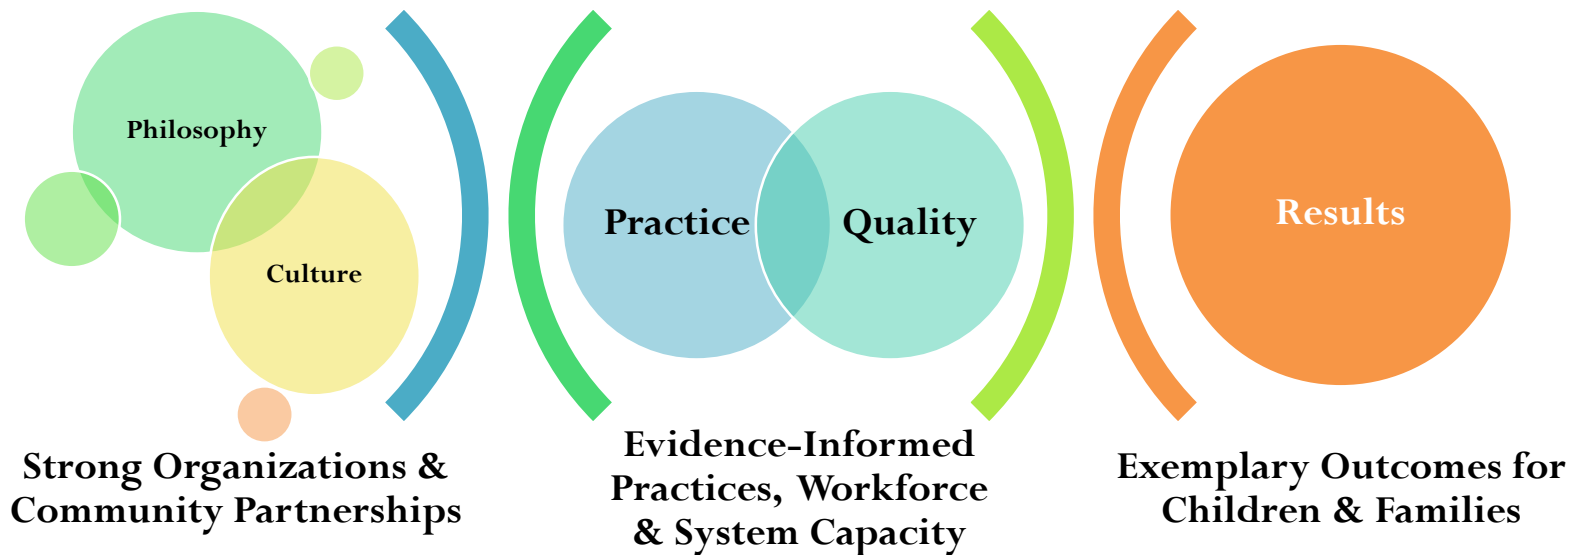 Philosophy
Culture
Strong Organizations &
Community Partnerships
Practice
Quality
Evidence-Informed
Practices, Workforce
& System Capacity
Results
Exemplary Outcomes for
Children & Families